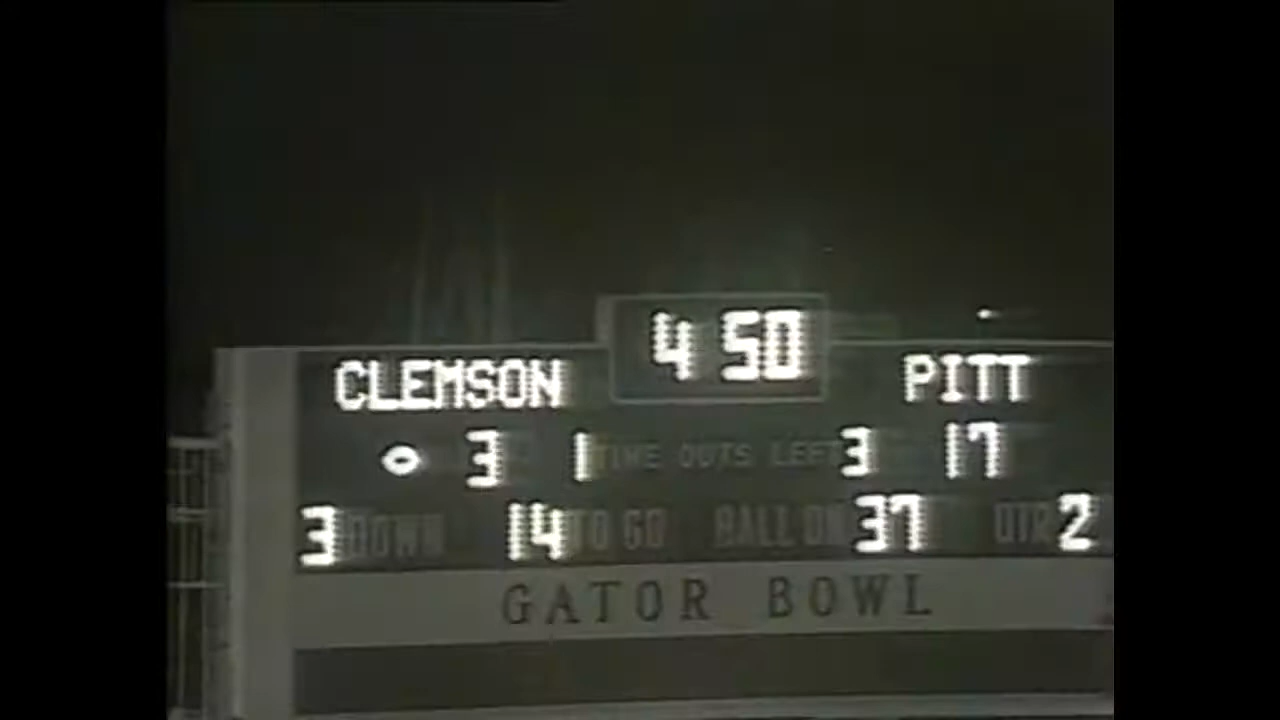 4 50
CLEMSON PITT
3 1 TIME OUTS LEFT 3 17
3 DOWN 14 TO GO BALL ON 37 QTR 2
GATOR BOWL